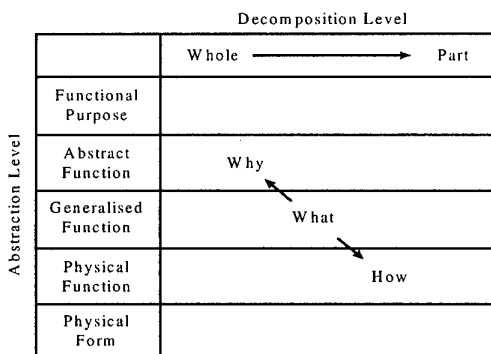 Decomposition Level
Whole Part
Functional
Purpose
Abstract
Function
Why
Generalised
Function
What
Physical
Function
How
Physical
Form
Abstraction Level